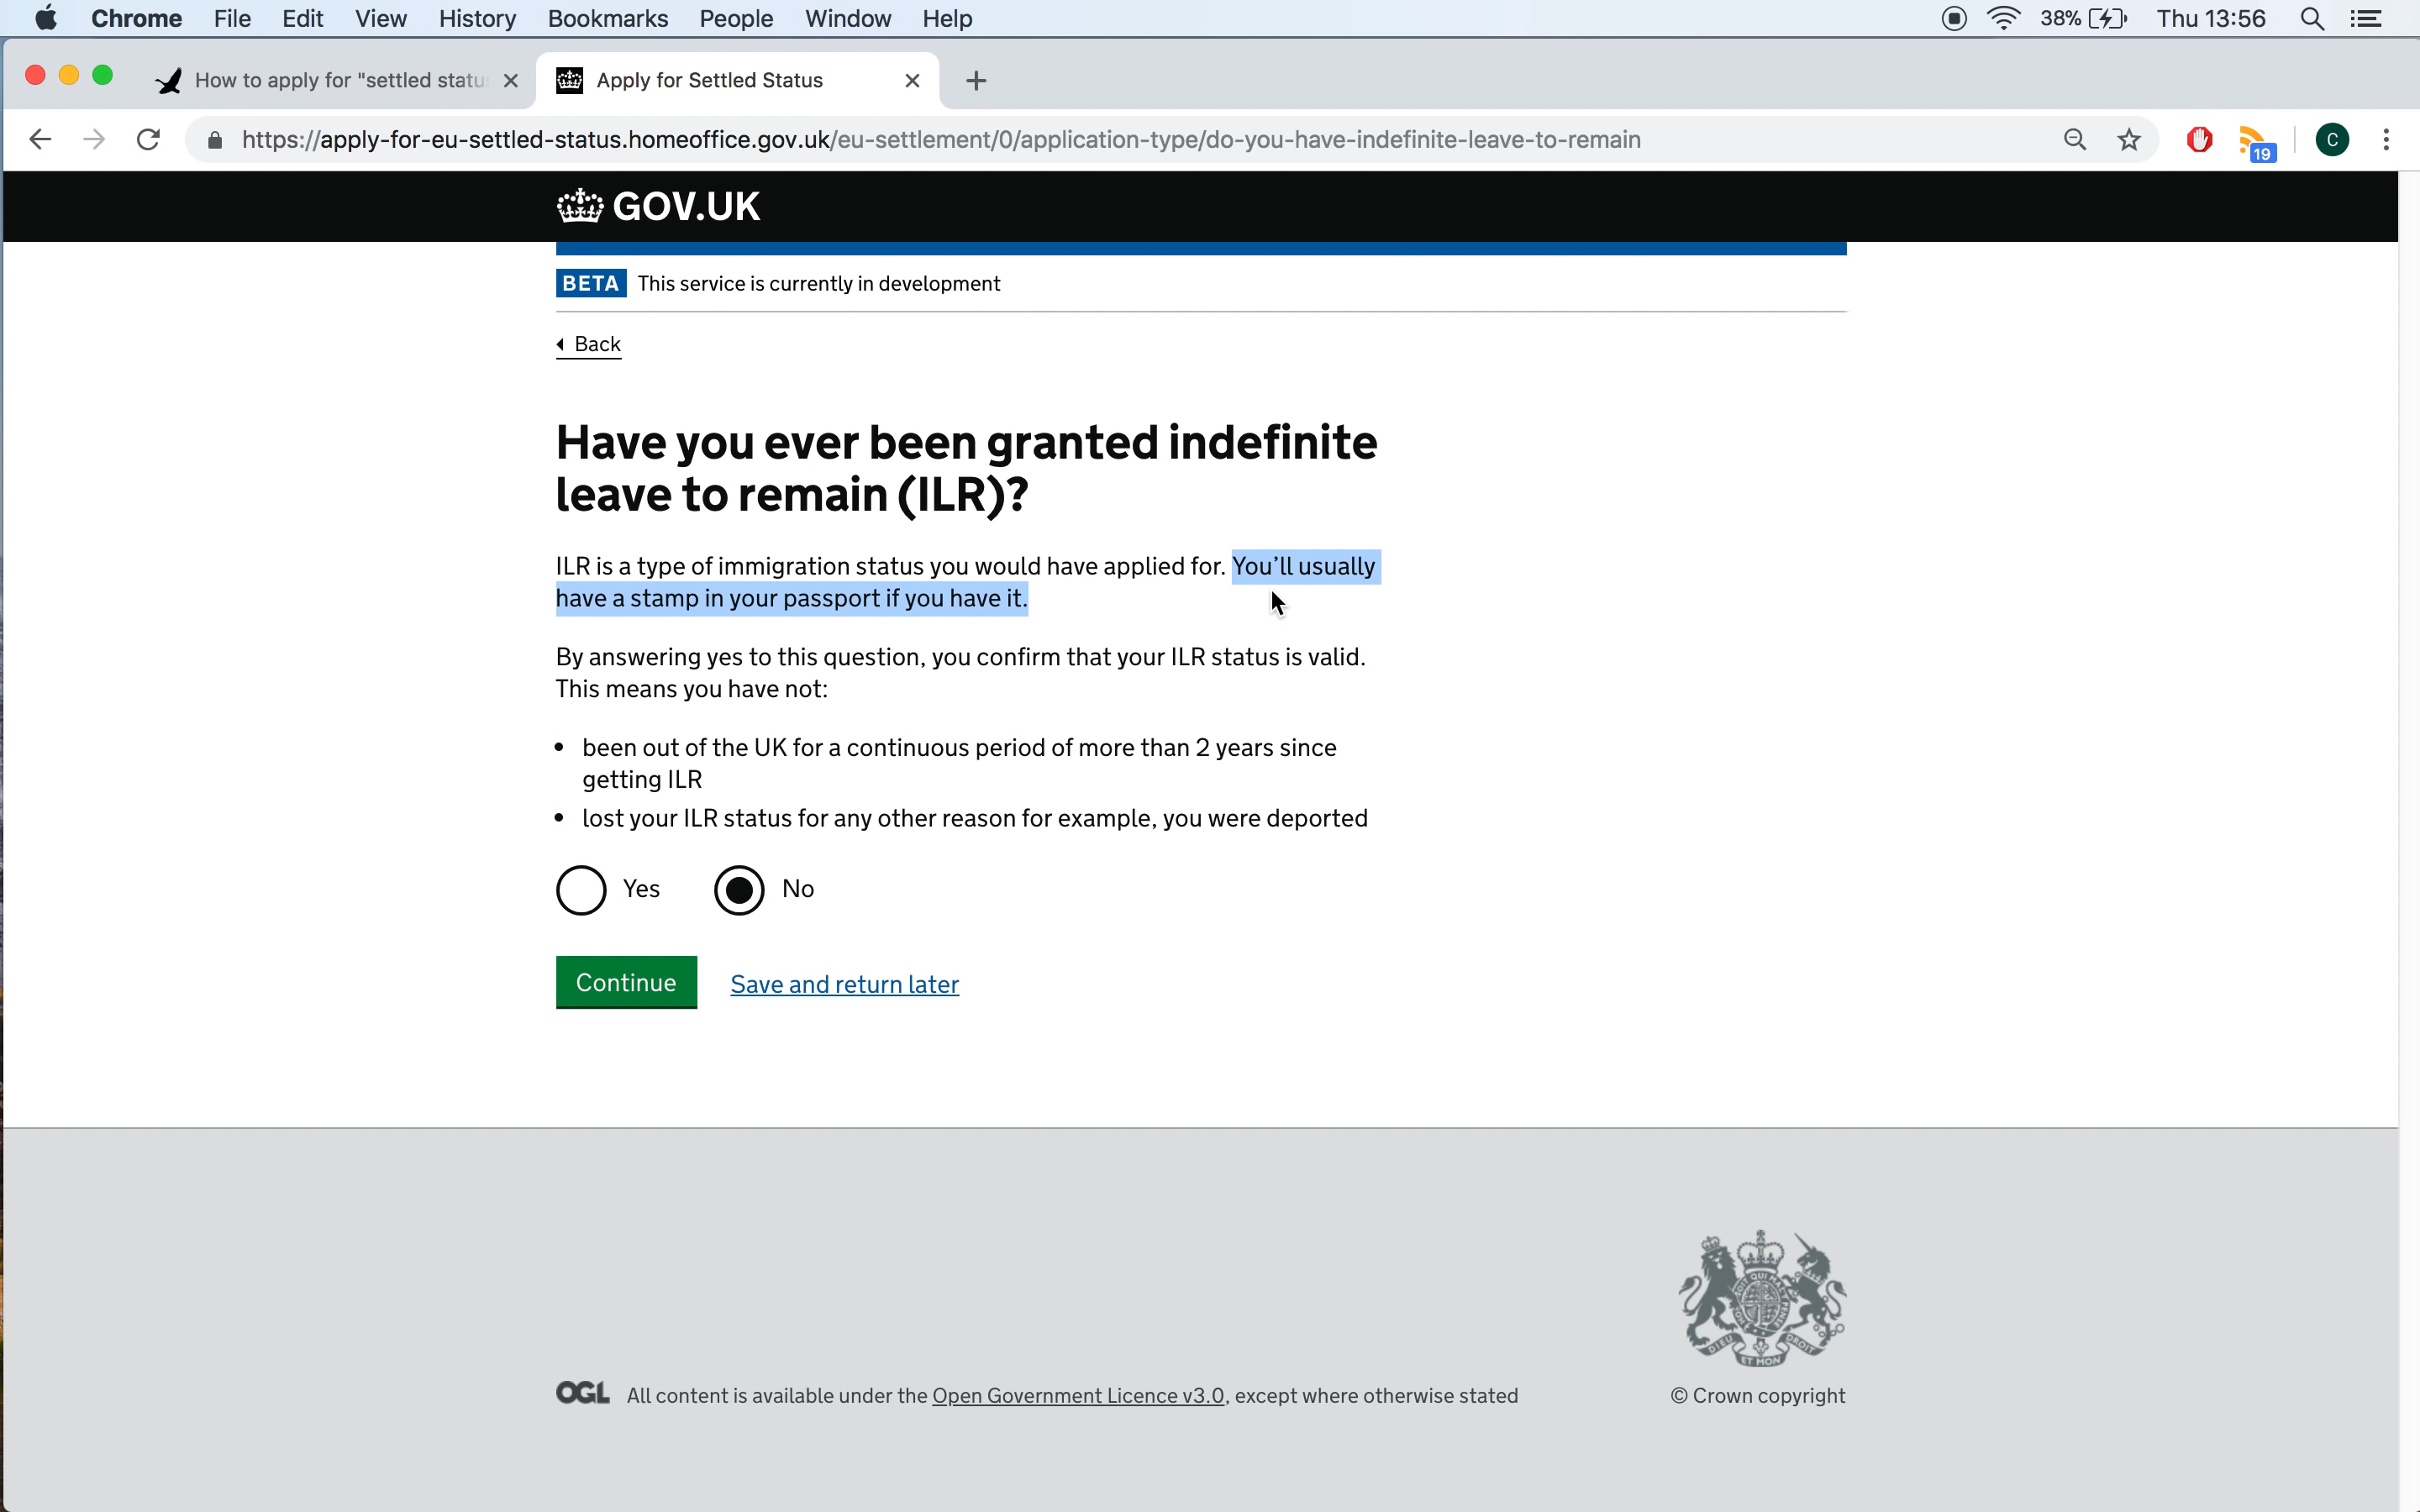 Chrome File Edit View History Bookmarks People Window Help 38% Thu 13:56
How to apply for "settled statu Apply for Settled Status
https://apply-for-eu-settled-status.homeoffice.gov.uk/eu-settlement/0/application-type/do-you-have-indefinite-leave-to-remain 19 C
GOV.UK
BETA This service is currently in development
Back
Have you ever been granted indefinite
leave to remain (ILR)?
ILR is a type of immigration status you would have applied for. You’ll usually
have a stamp in your passport if you have it.
By answering yes to this question, you confirm that your ILR status is valid.
This means you have not:
• been out of the UK for a continuous period of more than 2 years since
getting ILR
• lost your ILR status for any other reason for example, you were deported
Yes No
Continue Save and return later
DIEU ET MON DROIT
OGL All content is available under the Open Government Licence v3.0, except where otherwise stated © Crown copyright